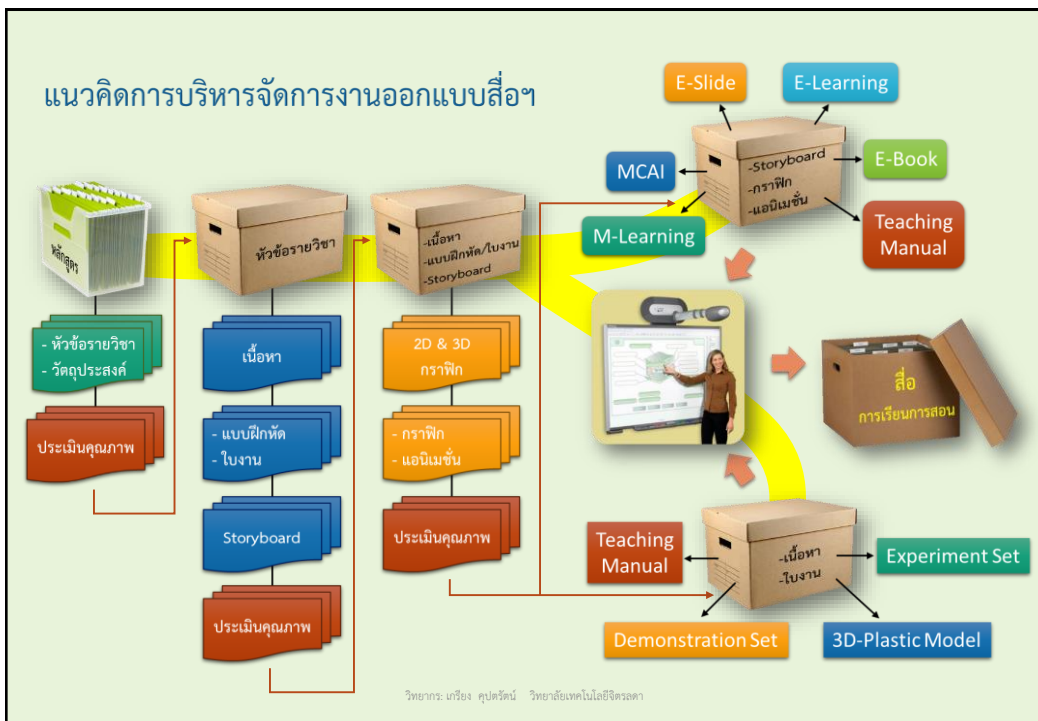 แนวคิดการบริหารจัดการงานออกแบบสื่อฯ
หลักสูตร
- หัวข้อรายวิชา
- วัตถุประสงค์
ประเมินคุณภาพ
หัวข้อรายวิชา
เนื้อหา
- แบบฝึกหัด
- ใบงาน
Storyboard
ประเมินคุณภาพ
-เนื้อหา
-แบบฝึกหัด/ใบงาน
-Storyboard
2D & 3D
กราฟิก
- กราฟิก
- แอนิเมชั่น
ประเมินคุณภาพ
E-Slide
E-Learning
MCAI
-Storyboard
-กราฟิก
-แอนิเมชั่น
E-Book
M-Learning
Teaching
Manual
สื่อ
การเรียนการสอน
Teaching
Manual
-เนื้อหา
-ใบงาน
Experiment Set
Demonstration Set
3D-Plastic Model
วิทยากร: เกรียง คุปตรัตน์ วิทยาลัยเทคโนโลยีจิตรลดา